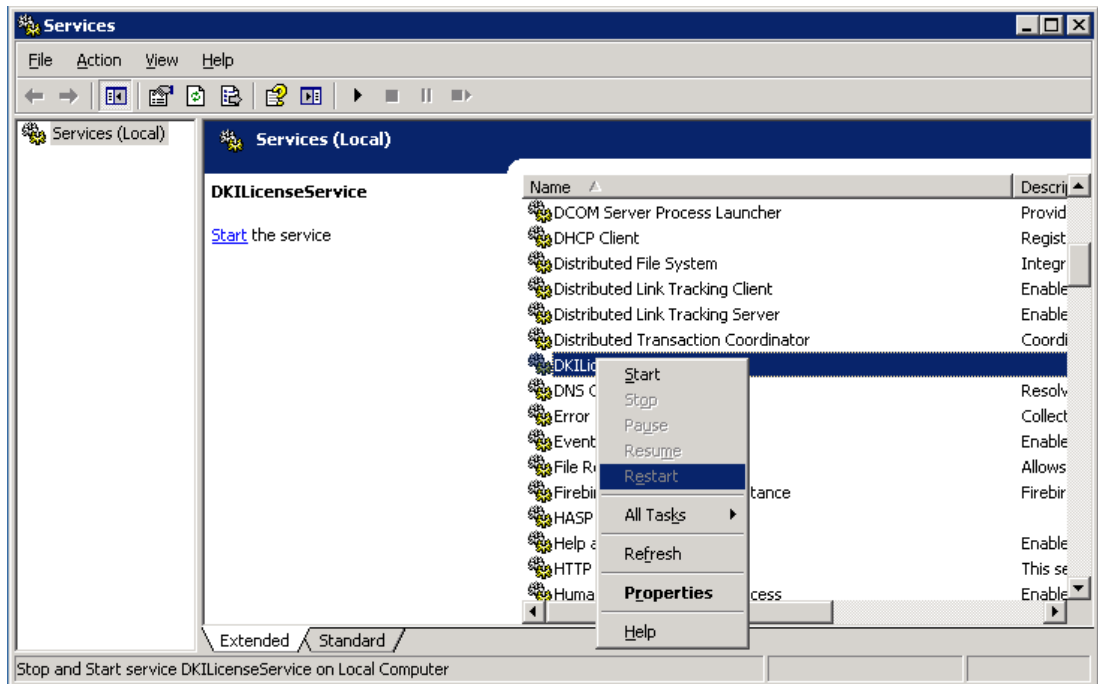 Services
File Action View Help
Services (Local)
Services (Local)
DKILicenseService
Start the service
Name Descrip
DCOM Server Process Launcher Provid
DHCP Client Regist
Distributed File System Integr
Distributed Link Tracking Client Enable
Distributed Link Tracking Server Enable
Distributed Transaction Coordinator Coordi
DKILic
DNS C Resolv
Error Collect
Event Enable
File Re Allows
Firebir tance Firebir
HASP
Help a Enable
HTTP This se
Huma cess Enable
Start
Stop
Pause
Resume
Restart
All Tasks
Refresh
Properties
Help
Extended Standard
Stop and Start service DKILicenseService on Local Computer